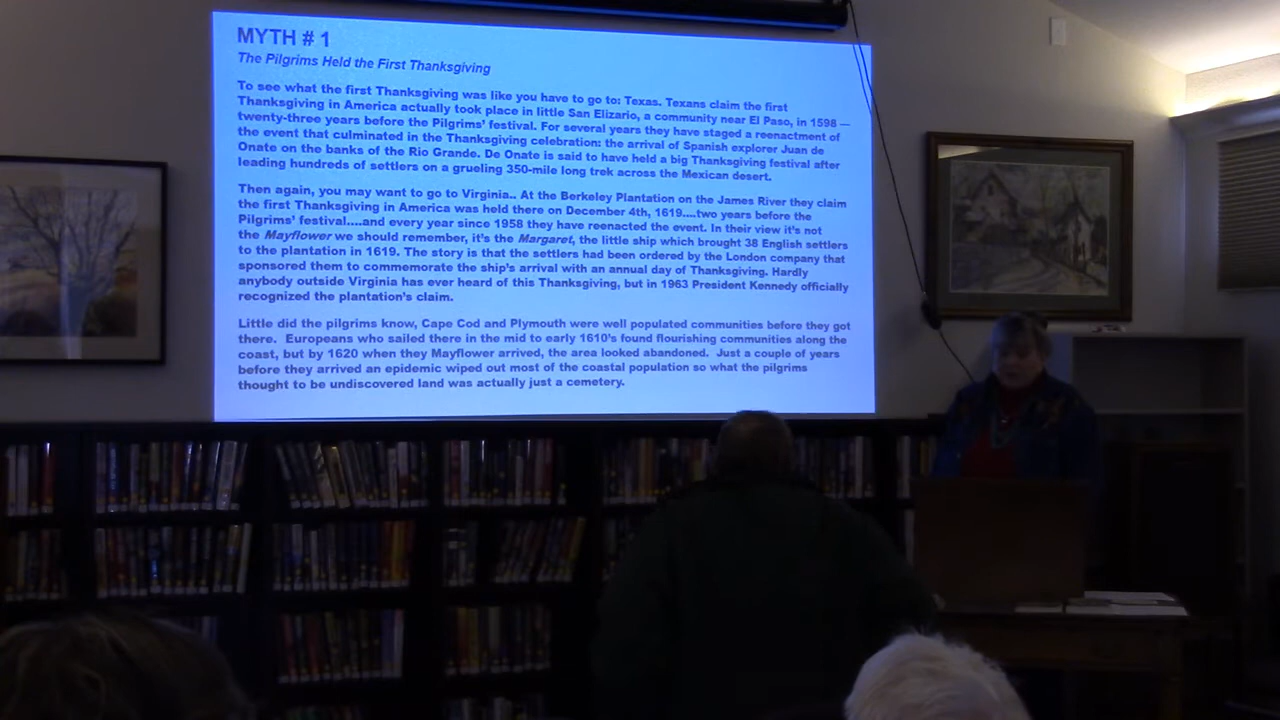 MYTH # 1
The Pilgrims Held the First Thanksgiving
To see what the first Thanksgiving was like you have to go to: Texas. Texans claim the first
Thanksgiving in America actually took place in little San Elizario, a community near El Paso, in 1598 —
twenty-three years before the Pilgrims' festival. For several years they have staged a reenactment of
the event that culminated in the Thanksgiving celebration: the arrival of Spanish explorer Juan de
Onate on the banks of the Rio Grande. De Onate is said to have held a big Thanksgiving festival after
leading hundreds of settlers on a grueling 350-mile long trek across the Mexican desert.
Then again, you may want to go to Virginia.. At the Berkeley Plantation on the James River they claim
the first Thanksgiving in America was held there on December 4th, 1619....two years before the
Pilgrims' festival....and every year since 1958 they have reenacted the event. In their view it's not
the Mayflower we should remember, it's the Margaret, the little ship which brought 38 English settlers
to the plantation in 1619. The story is that the settlers had been ordered by the London company that
sponsored them to commemorate the ship's arrival with an annual day of Thanksgiving. Hardly
anybody outside Virginia has ever heard of this Thanksgiving, but in 1963 President Kennedy officially
recognized the plantation's claim.
Little did the pilgrims know, Cape Cod and Plymouth were well populated communities before they got
there. Europeans who sailed there in the mid to early 1610's found flourishing communities along the
coast, but by 1620 when they Mayflower arrived, the area looked abandoned. Just a couple of years
before they arrived an epidemic wiped out most of the coastal population so what the pilgrims
thought to be undiscovered land was actually just a cemetery.